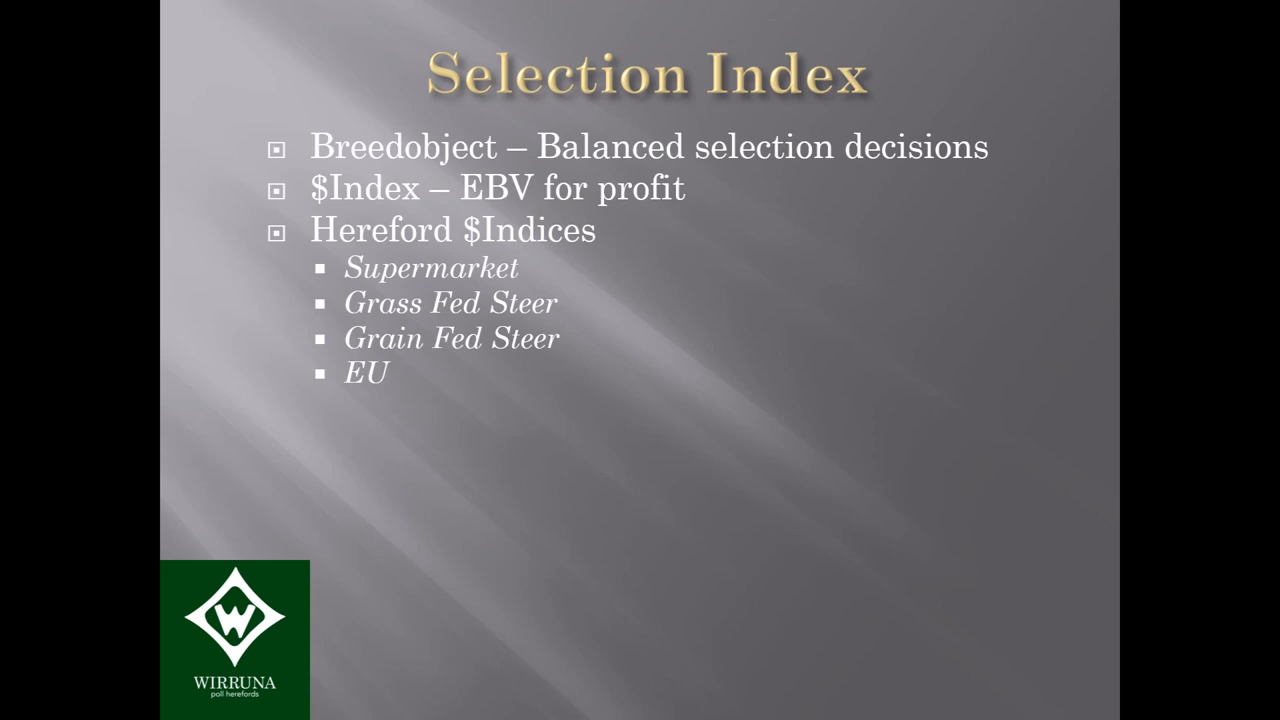 Selection Index
Breedobject – Balanced selection decisions
$Index – EBV for profit
Hereford $Indices
Supermarket
Grass Fed Steer
Grain Fed Steer
EU
W
WIRRUNA
poll herefords